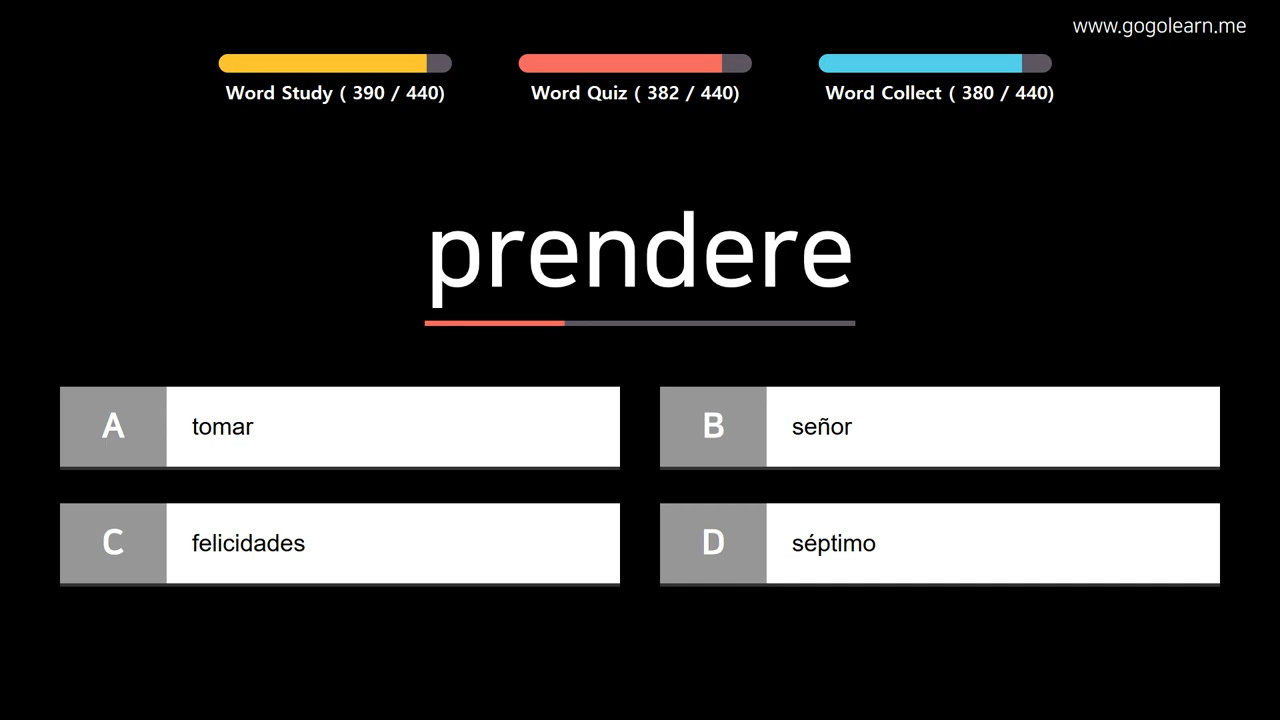 www.gogolearn.me
Word Study ( 390 / 440)
Word Quiz ( 382 / 440)
Word Collect ( 380 / 440)
prendere
A tomar
B señor
C felicidades
D séptimo